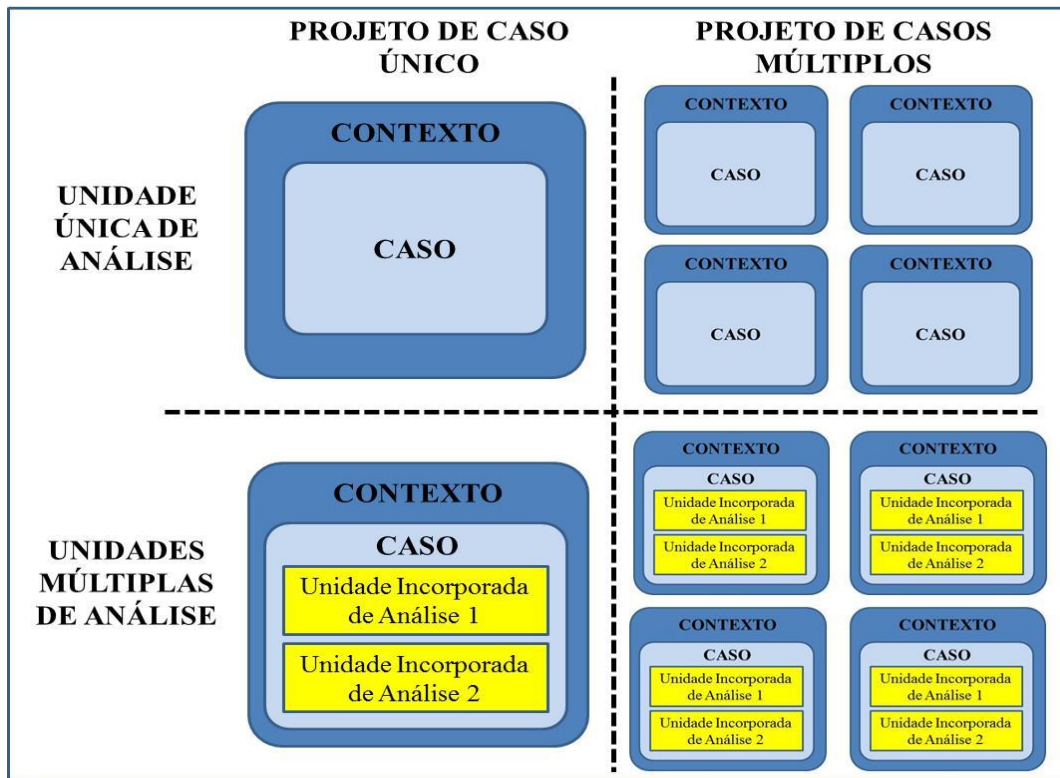 PROJETO DE CASO
ÚNICO
PROJETO DE CASOS
MÚLTIPLOS
UNIDADE
ÚNICA DE
ANÁLISE
CONTEXTO
CASO
CONTEXTO
CASO
CONTEXTO
CASO
CONTEXTO
CASO
CONTEXTO
CASO
UNIDADES
MÚLTIPLAS
DE ANÁLISE
CONTEXTO
CASO
Unidade Incorporada
de Análise 1
Unidade Incorporada
de Análise 2
CONTEXTO
CASO
Unidade Incorporada
de Análise 1
Unidade Incorporada
de Análise 2
CONTEXTO
CASO
Unidade Incorporada
de Análise 1
Unidade Incorporada
de Análise 2
CONTEXTO
CASO
Unidade Incorporada
de Análise 1
Unidade Incorporada
de Análise 2
CONTEXTO
CASO
Unidade Incorporada
de Análise 1
Unidade Incorporada
de Análise 2